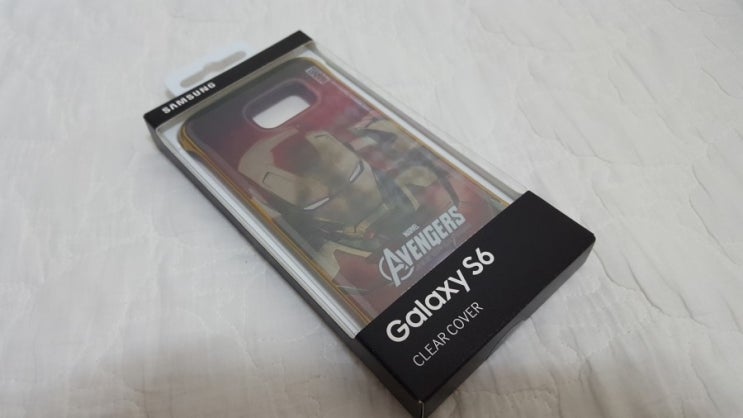 SAMSUNG
MARVEL
AVENGERS
Galaxy S6
CLEAR COVER